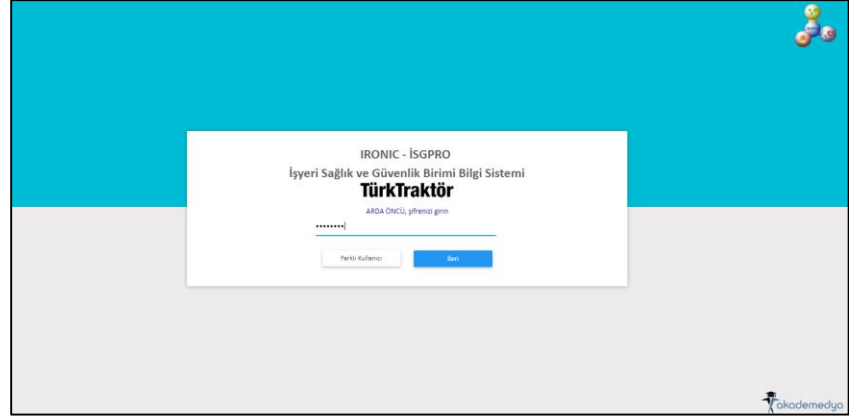 IRONIC - İSGPRO
İşyeri Sağlık ve Güvenlik Birimi Bilgi Sistemi
TürkTraktör
ARDA ÖNCÜ, şifrenizi girin
••••••••
Farklı Kullanıcı
İleri
akademedya